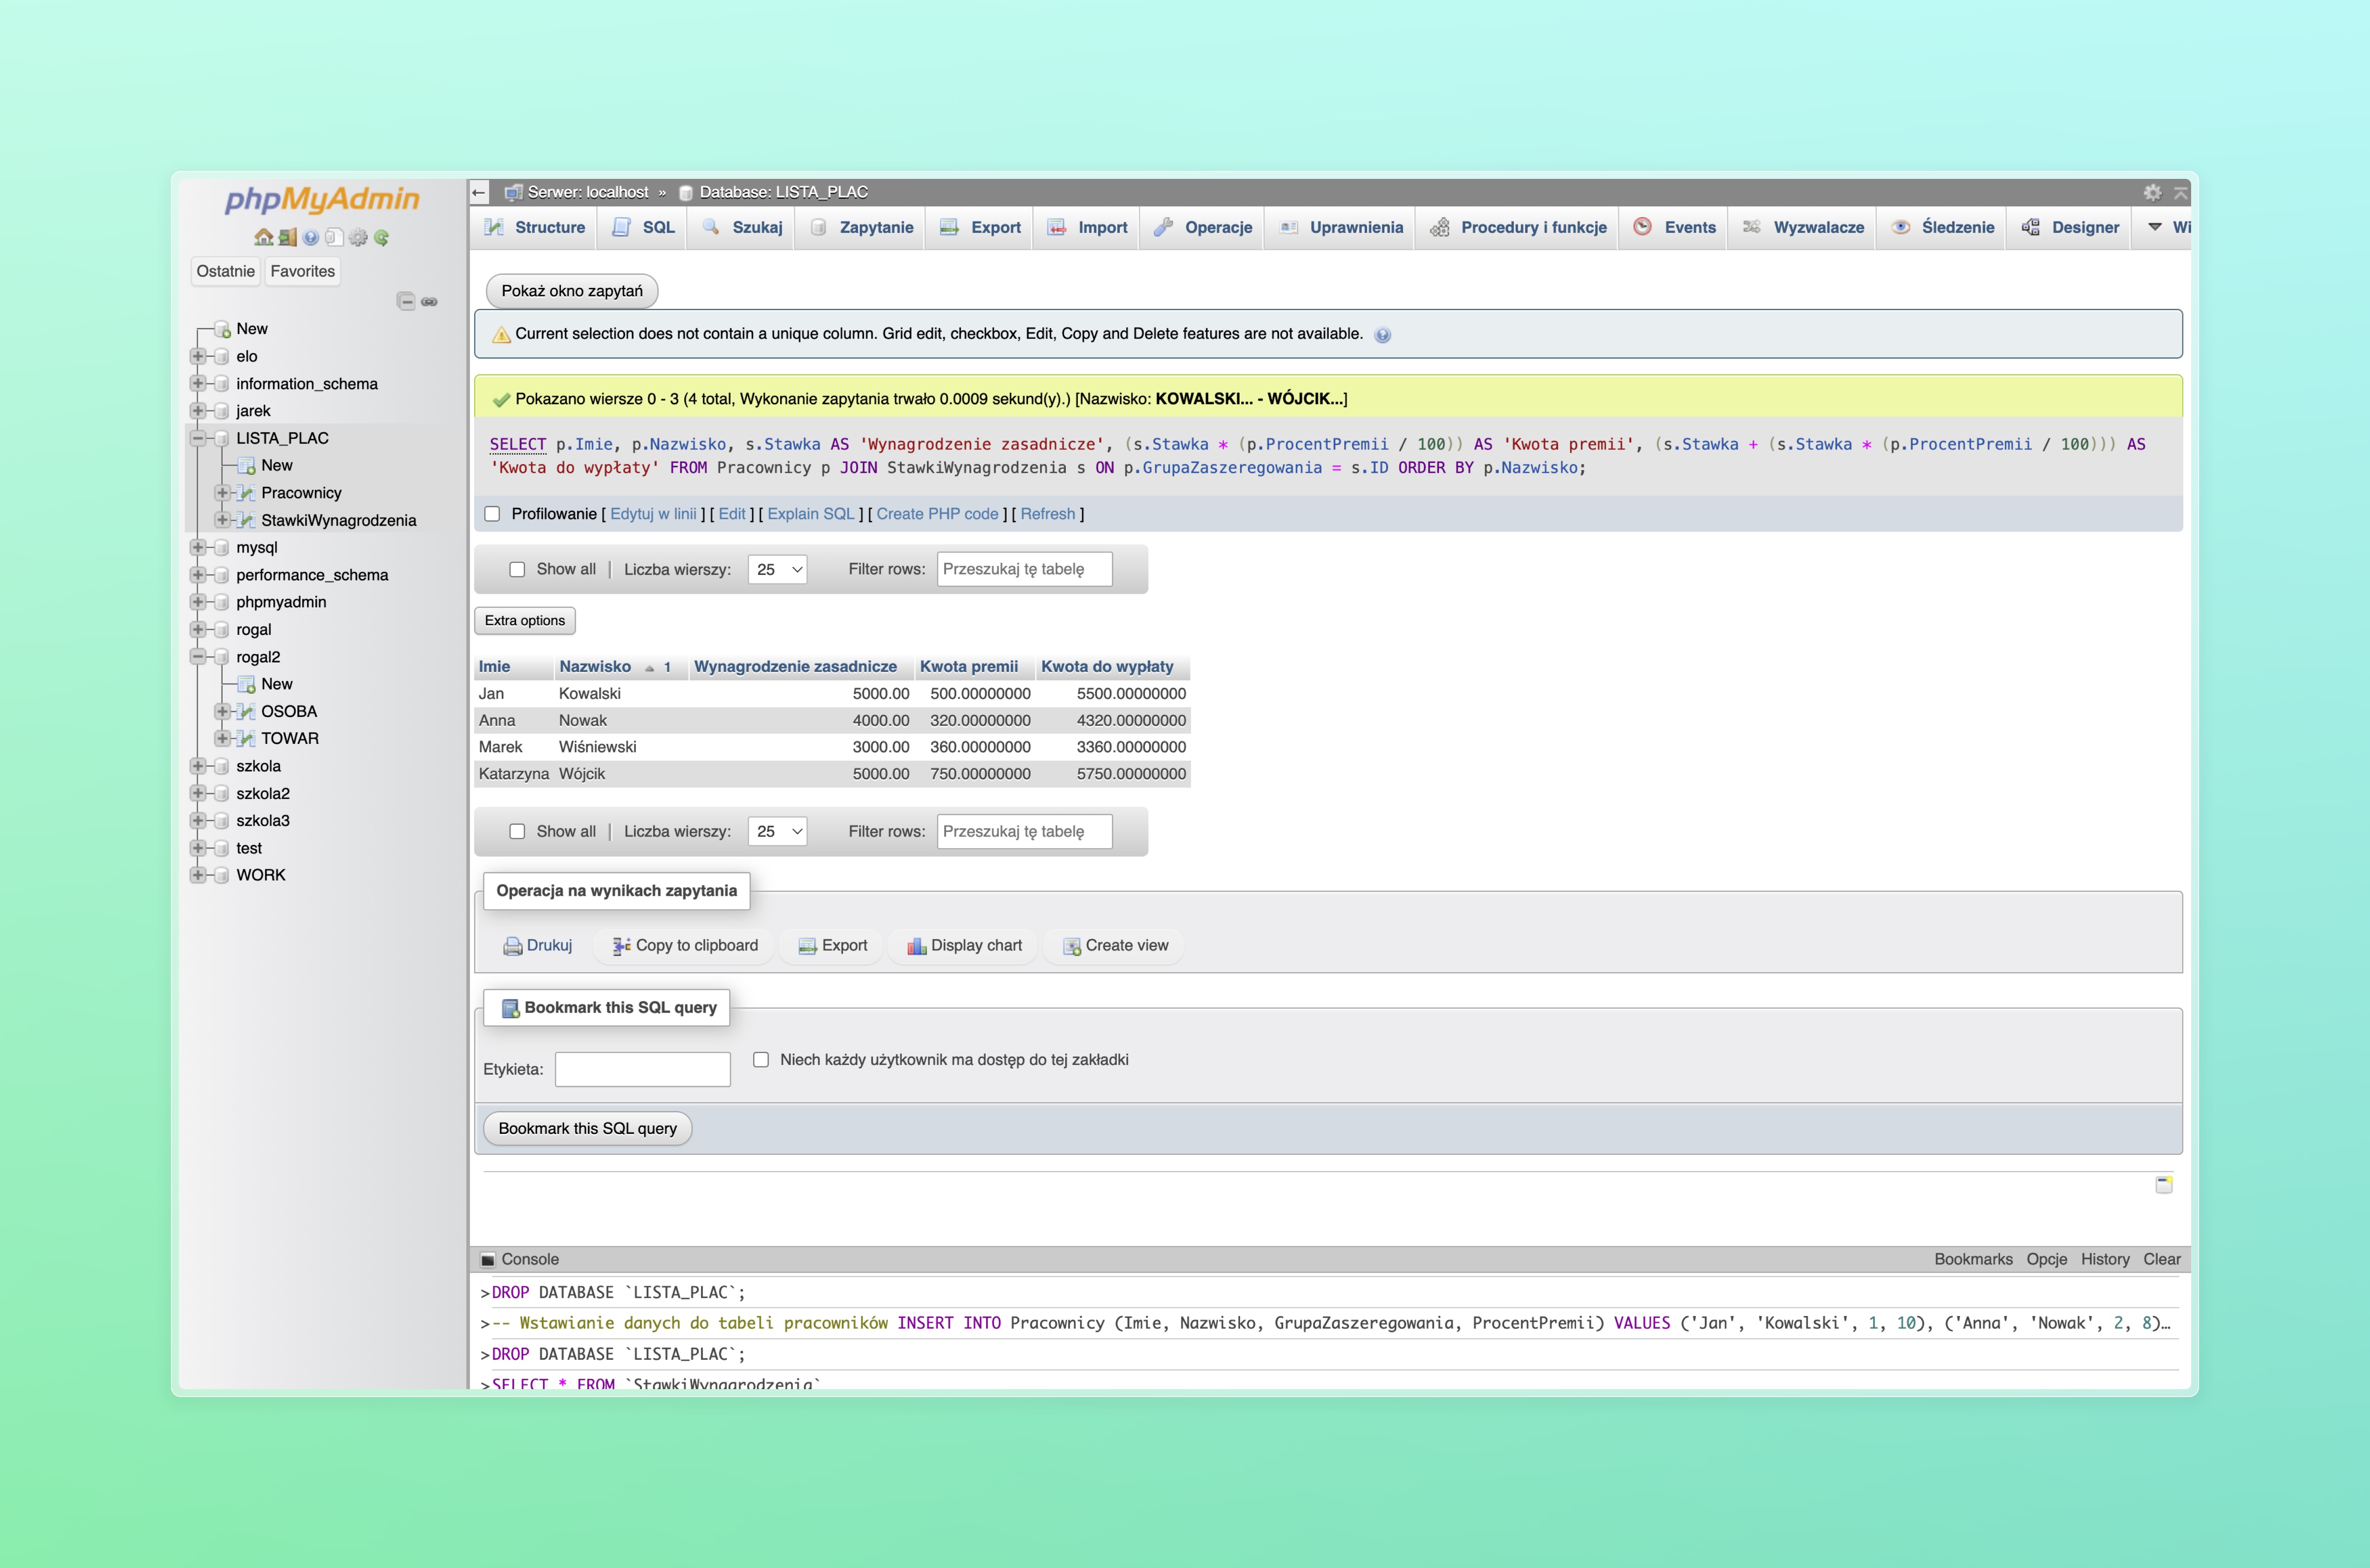 phpMyAdmin
Ostatnie Favorites
New
elo
information_schema
jarek
LISTA_PLAC
New
Pracownicy
StawkiWynagrodzenia
mysql
performance_schema
phpmyadmin
rogal
rogal2
New
OSOBA
TOWAR
szkola
szkola2
szkola3
test
WORK
Serwer: localhost » Database: LISTA_PLAC
Structure SQL Szukaj Zapytanie Export Import Operacje Uprawnienia Procedury i funkcje Events Wyzwalacze Śledzenie Designer
Pokaż okno zapytań
Current selection does not contain a unique column. Grid edit, checkbox, Edit, Copy and Delete features are not available.
Pokazano wiersze 0 - 3 (4 total, Wykonanie zapytania trwało 0.0009 sekund(y).) [Nazwisko: KOWALSKI... - WÓJCIK...]
SELECT p.Imie, p.Nazwisko, s.Stawka AS 'Wynagrodzenie zasadnicze', (s.Stawka * (p.ProcentPremii / 100)) AS 'Kwota premii', (s.Stawka + (s.Stawka * (p.ProcentPremii / 100))) AS
'Kwota do wypłaty' FROM Pracownicy p JOIN StawkiWynagrodzenia s ON p.GrupaZaszeregowania = s.ID ORDER BY p.Nazwisko;
Profilowanie [ Edytuj w linii ] [ Edit ] [ Explain SQL ] [ Create PHP code ] [ Refresh ]
Show all | Liczba wierszy: 25 Filter rows: Przeszukaj tę tabelę
Extra options
Imie Nazwisko 1 Wynagrodzenie zasadnicze Kwota premii Kwota do wypłaty
Jan Kowalski 5000.00 500.00000000 5500.00000000
Anna Nowak 4000.00 320.00000000 4320.00000000
Marek Wiśniewski 3000.00 360.00000000 3360.00000000
Katarzyna Wójcik 5000.00 750.00000000 5750.00000000
Show all | Liczba wierszy: 25 Filter rows: Przeszukaj tę tabelę
Operacja na wynikach zapytania
Drukuj Copy to clipboard Export Display chart Create view
Bookmark this SQL query
Etykieta: Niech każdy użytkownik ma dostęp do tej zakładki
Bookmark this SQL query
Console Bookmarks Opcje History Clear
>DROP DATABASE `LISTA_PLAC`;
>-- Wstawianie danych do tabeli pracowników INSERT INTO Pracownicy (Imie, Nazwisko, GrupaZaszeregowania, ProcentPremii) VALUES ('Jan', 'Kowalski', 1, 10), ('Anna', 'Nowak', 2, 8)…
>DROP DATABASE `LISTA_PLAC`;
>SELECT * FROM `StawkiWynagrodzenia`